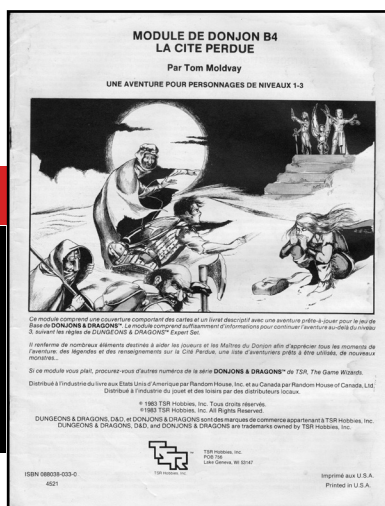 MODULE DE DONJON B4
LA CITE PERDUE
Par Tom Moldvay
UNE AVENTURE POUR PERSONNAGES DE NIVEAUX 1-3
Ce module comprend une couverture comportant des cartes et un livret descriptif avec une aventure prête-à-jouer pour le jeu de
Base de DONJONS & DRAGONS™. Le module comprend suffisamment d'informations pour continuer l'aventure au-delà du niveau
3, suivant les règles de DUNGEONS & DRAGONS™ Expert Set.
Il renferme de nombreux éléments destinés à aider les joueurs et les Maîtres du Donjon afin d'apprécier tous les moments de
l'aventure; des légendes et des renseignements sur la Cité Perdue, une liste d'aventuriers prêts à être utilisés, de nouveaux
monstres...
Si ce module vous plait, procurez-vous d'autres numéros de la série DONJONS & DRAGONS™ de TSR, The Game Wizards.
Distribué à l'industrie du livre aux Etats Unis d'Amerique par Random House, Inc. et au Canada par Random House of Canada, Ltd.
Distribué à l'industrie du jouet et des loisirs par des distributeurs locaux.
© 1983 TSR Hobbies, Inc. Tous droits réservés.
©1983 TSR Hobbies, Inc. All Rights Reserved.
DUNGEONS & DRAGONS, D&D, et DONJONS & DRAGONS sont des marques de commerce appartenant à TSR Hobbies, Inc.
DUNGEONS & DRAGONS, D&D, and DONJONS & DRAGONS are trademarks owned by TSR Hobbies, Inc.
TSR Hobbies, Inc.
POB 756
Lake Geneva, WI 53147
TSR
TSR Hobbies, Inc.
ISBN 088038-033-0
4521
Imprimé aux U.S.A.
Printed in U.S.A.